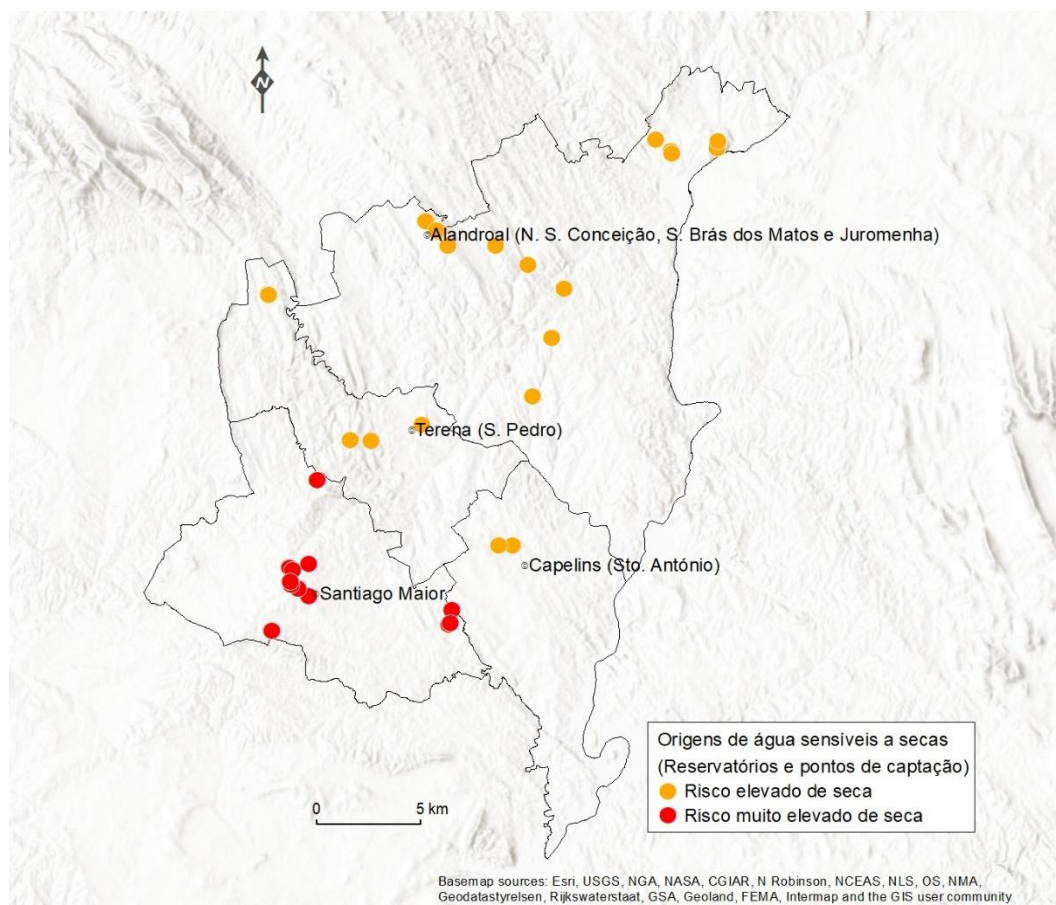 N
Alandroal (N. S. Conceição, S. Brás dos Matos e Juromenha)
Terena (S. Pedro)
Capelins (Sto. António)
Santiago Maior
Origens de água sensíveis a secas
(Reservatórios e pontos de captação)
Risco elevado de seca
Risco muito elevado de seca
0 5 km
Basemap sources: Esri, USGS, NGA, NASA, CGIAR, N Robinson, NCEAS, NLS, OS, NMA,
Geodatastyrelsen, Rijkswaterstaat, GSA, Geoland, FEMA, Intermap and the GIS user community